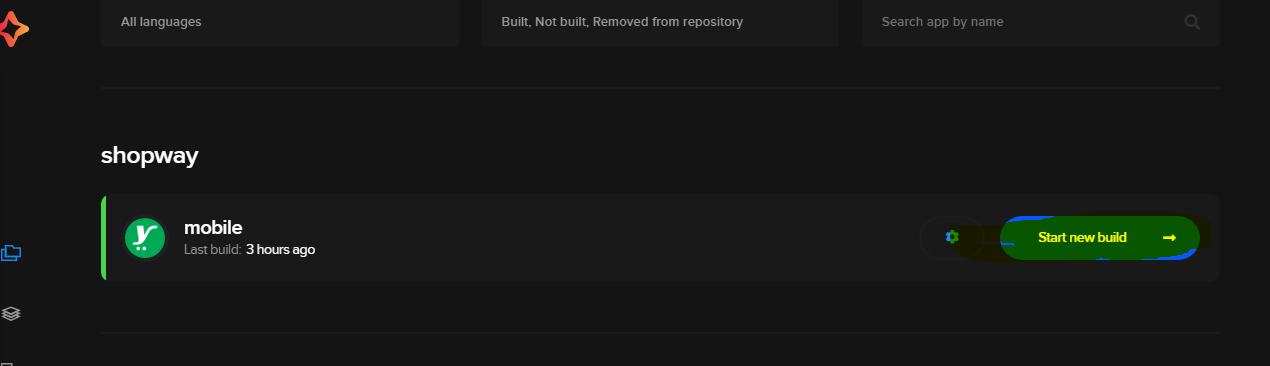 All languages
Built, Not built, Removed from repository
Search app by name
shopway
mobile
Last build: 3 hours ago
Start new build